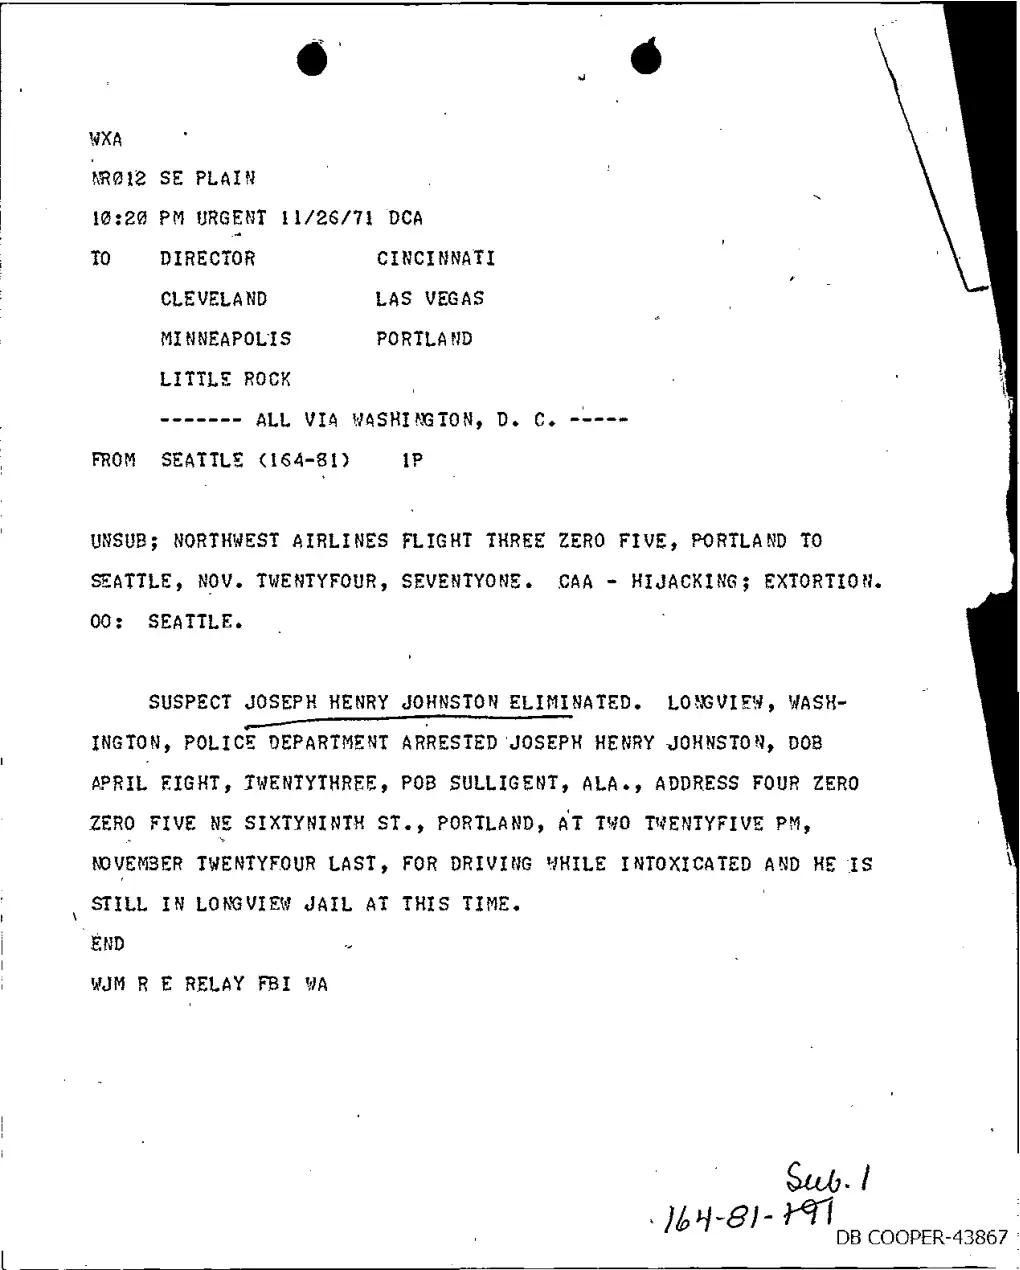 WXA
NR012 SE PLAIN
10:20 PM URGENT 11/26/71 DCA
TO DIRECTOR CINCINNATI
CLEVELAND LAS VEGAS
MINNEAPOLIS PORTLAND
LITTLE ROCK
------- ALL VIA WASHINGTON, D. C. ------
FROM SEATTLE (164-81) 1P
UNSUB; NORTHWEST AIRLINES FLIGHT THREE ZERO FIVE, PORTLAND TO
SEATTLE, NOV. TWENTYFOUR, SEVENTYONE. CAA - HIJACKING; EXTORTION.
OO: SEATTLE.
SUSPECT JOSEPH HENRY JOHNSTON ELIMINATED. LONGVIEW, WASH-
INGTON, POLICE DEPARTMENT ARRESTED JOSEPH HENRY JOHNSTON, DOB
APRIL EIGHT, TWENTYTHREE, POB SULLIGENT, ALA., ADDRESS FOUR ZERO
ZERO FIVE NE SIXTYNINTH ST., PORTLAND, AT TWO TWENTYFIVE PM,
NOVEMBER TWENTYFOUR LAST, FOR DRIVING WHILE INTOXICATED AND HE IS
STILL IN LONGVIEW JAIL AT THIS TIME.
END
WJM R E RELAY FBI WA
Sub. 1
164-81-191
DB COOPER-43867